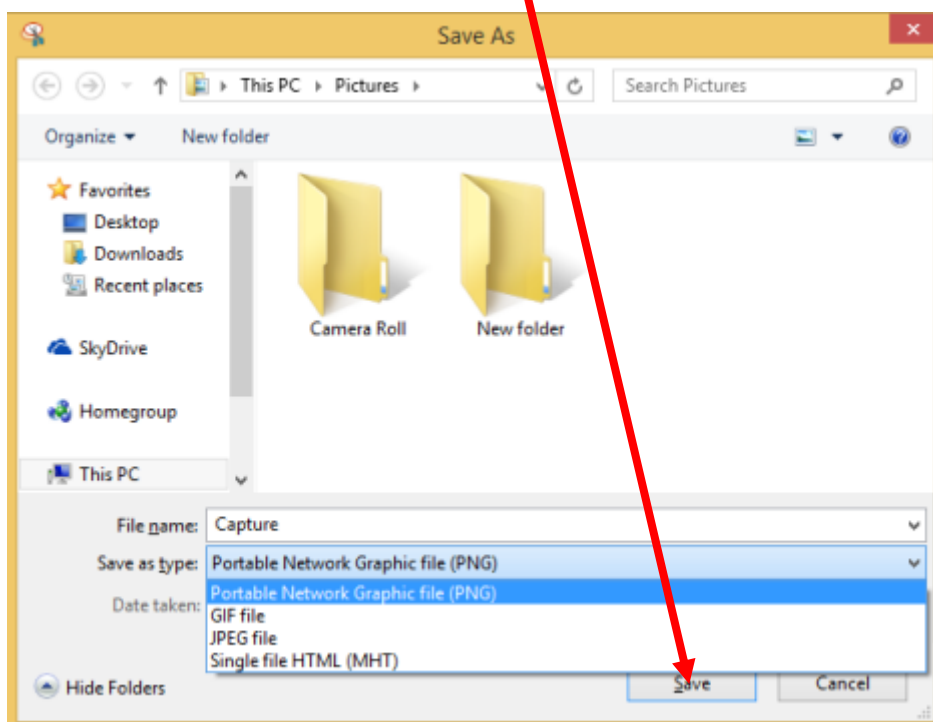 Save As
This PC Pictures Search Pictures
Organize New folder
Favorites
Desktop
Downloads
Recent places
SkyDrive
Homegroup
This PC
Camera Roll New folder
File name: Capture
Save as type: Portable Network Graphic file (PNG)
Portable Network Graphic file (PNG)
Date taken:
GIF file
JPEG file
Single file HTML (MHT)
Hide Folders Save Cancel